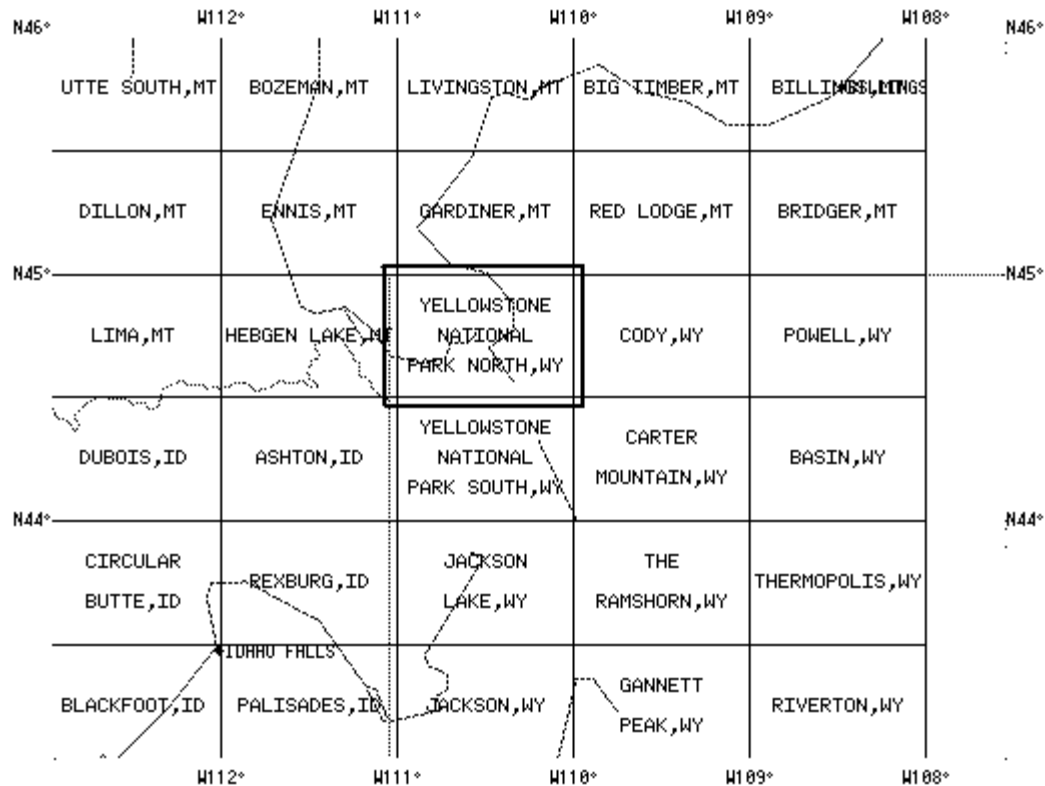 W112° W111° W110° W109° W108°
N46° N46°
UTTE SOUTH,MT BOZEMAN,MT LIVINGSTON,MT BIG TIMBER,MT
DILLON,MT ENNIS,MT GARDINER,MT RED LODGE,MT BRIDGER,MT
N45° N45°
YELLOWSTONE
LIMA,MT HEBGEN LAKE,MT NATIONAL CODY,WY POWELL,WY
PARK NORTH,WY
YELLOWSTONE CARTER
DUBOIS,ID ASHTON,ID NATIONAL BASIN,WY
MOUNTAIN,WY
PARK SOUTH,WY
N44° N44°
CIRCULAR JACKSON THE
REXBURG,ID THERMOPOLIS,WY
BUTTE,ID LAKE,WY RAMSHORN,WY
IDAHO FALLS
GANNETT
BLACKFOOT,ID PALISADES,ID JACKSON,WY RIVERTON,WY
PEAK,WY
W112° W111° W110° W109° W108°